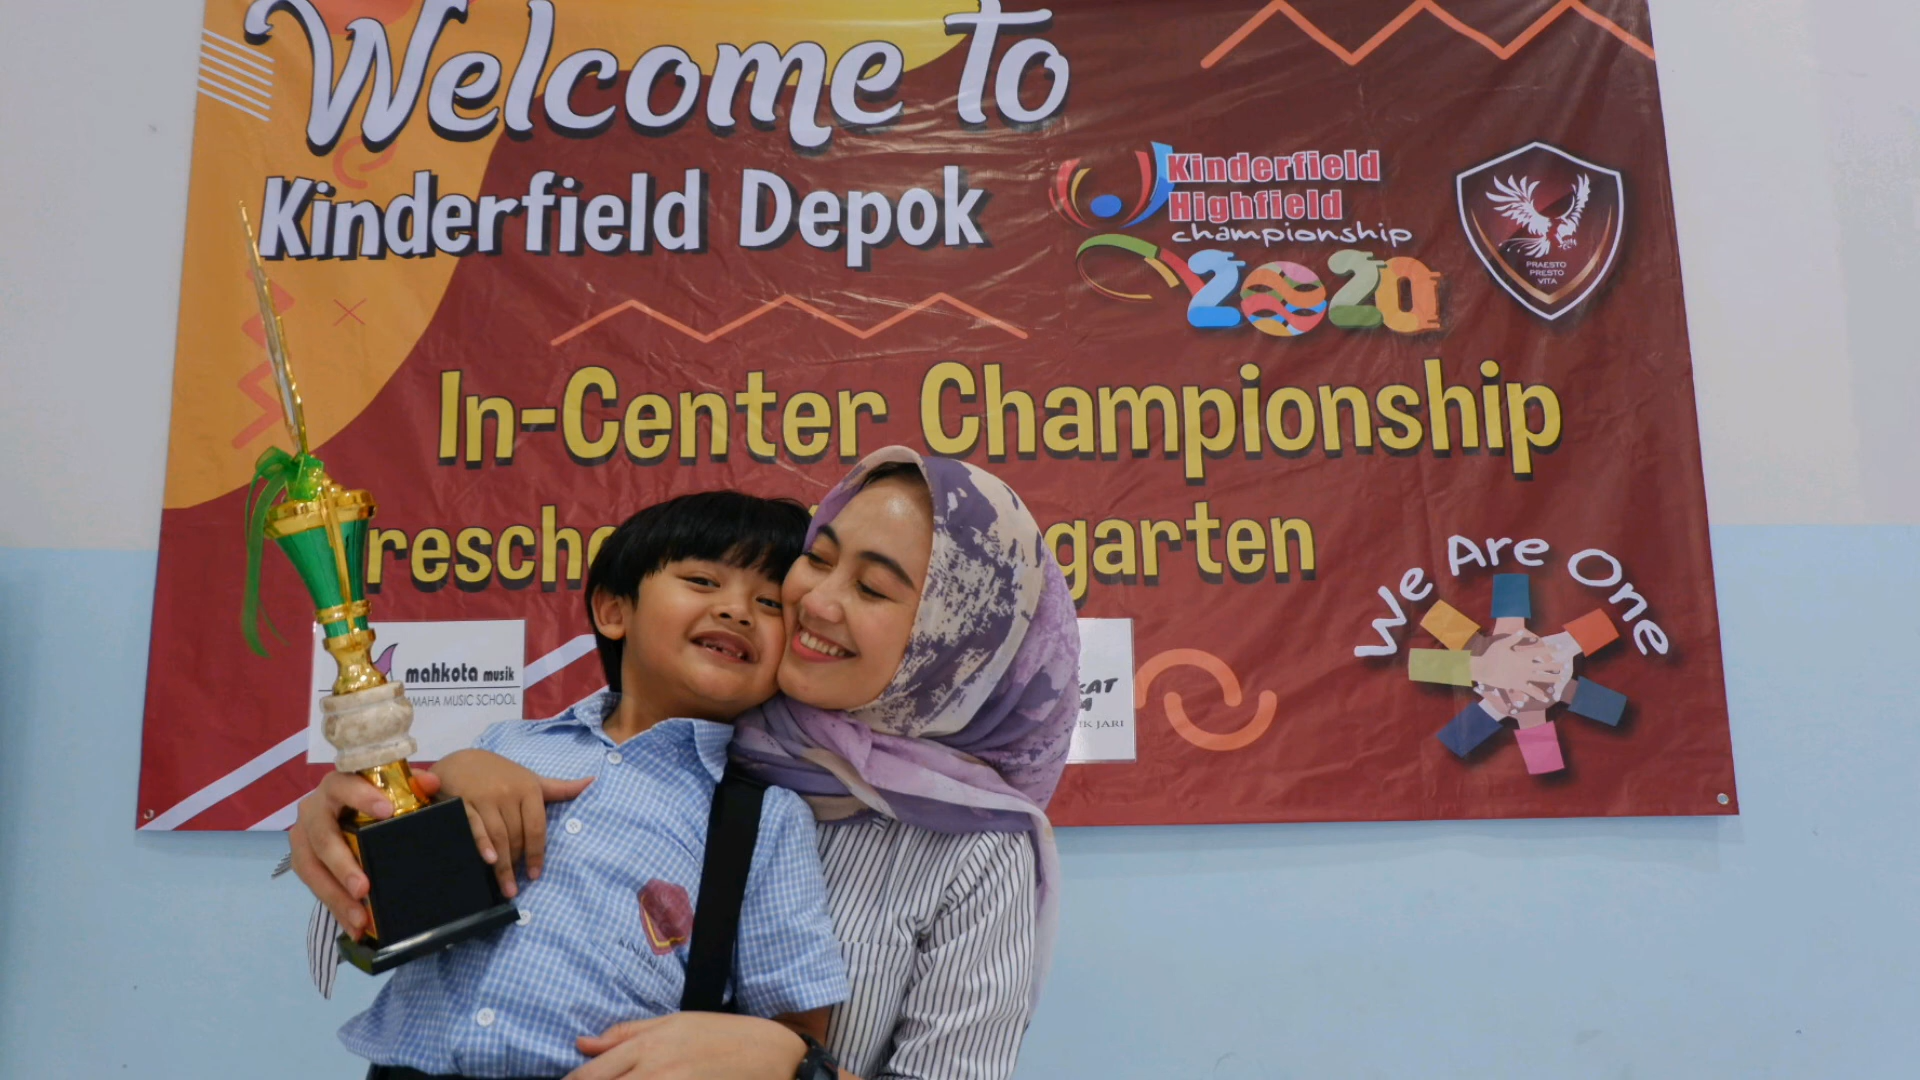 Welcome To
Kinderfield Depok
Kinderfield
Highfield
championship
2020
PRAESTO
PRESTO
VITA
In-Center Championship
garten
We Are One
mahkota musik
MUSIC SCHOOL
JARI